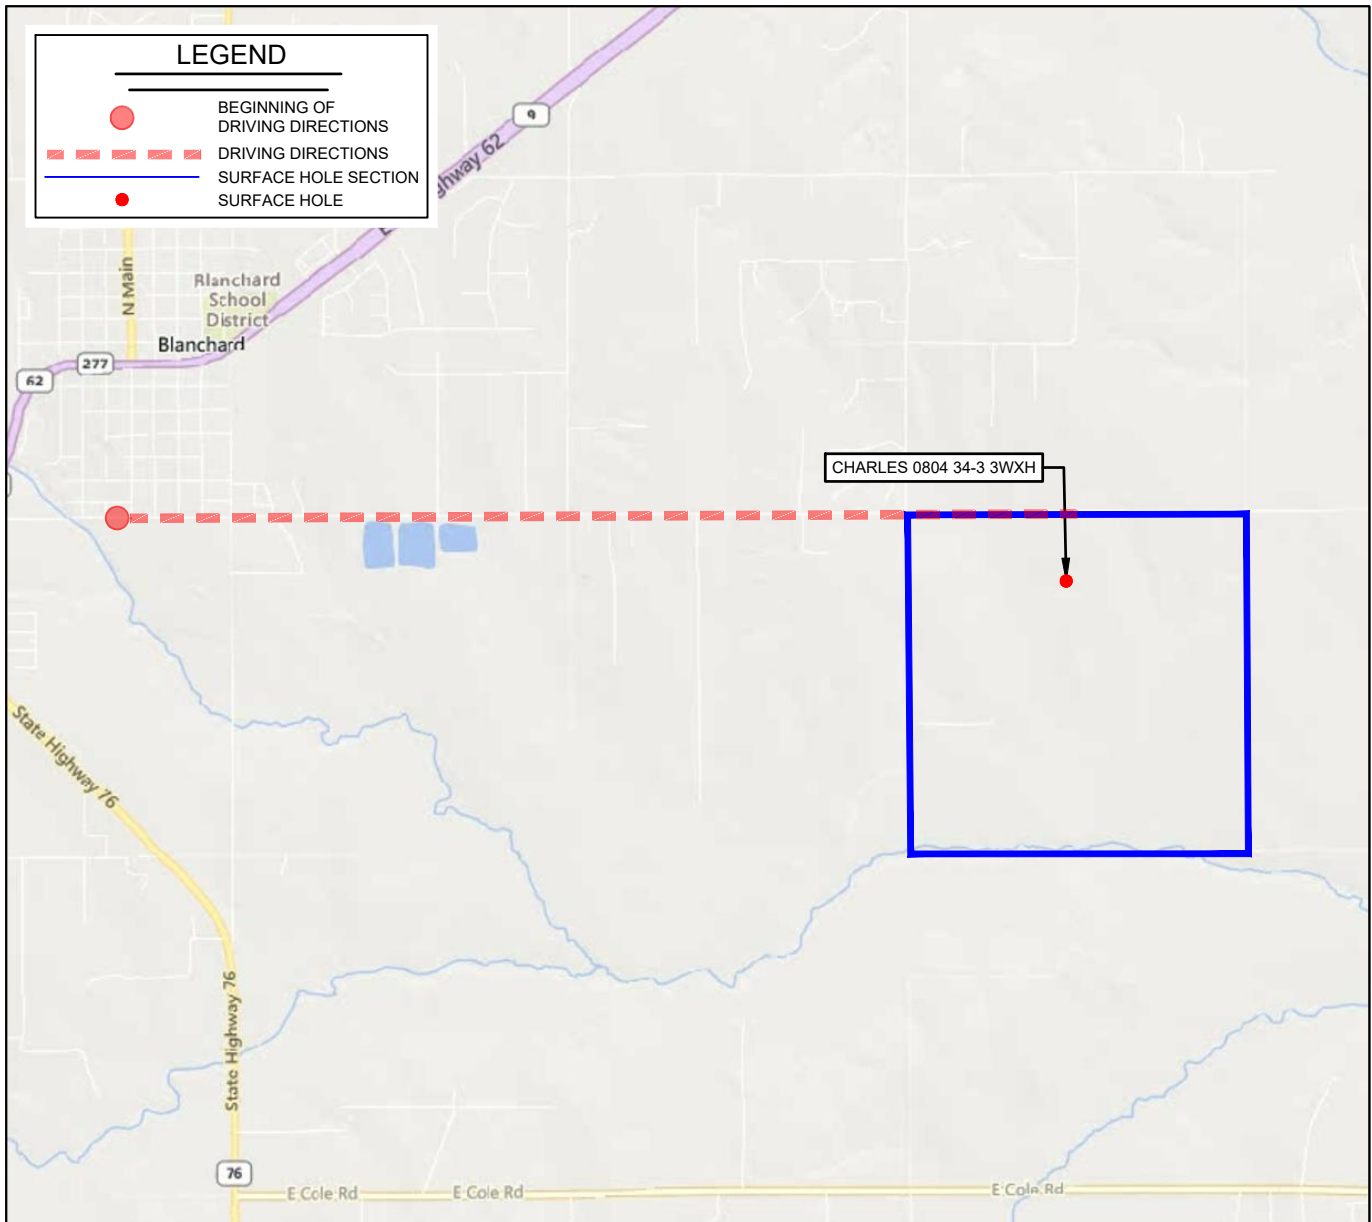 LEGEND
BEGINNING OF
DRIVING DIRECTIONS
DRIVING DIRECTIONS
SURFACE HOLE SECTION
SURFACE HOLE
9
ghway 62
N Main
Blanchard
School
District
Blanchard
277
62
CHARLES 0804 34-3 3WXH
State Highway 76
State Highway 76
76
E Cole Rd
E Cole Rd
E Cole Rd